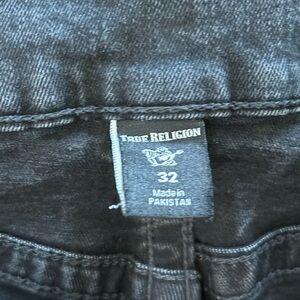 TRUE RELIGION
32
Made in
PAKISTAN